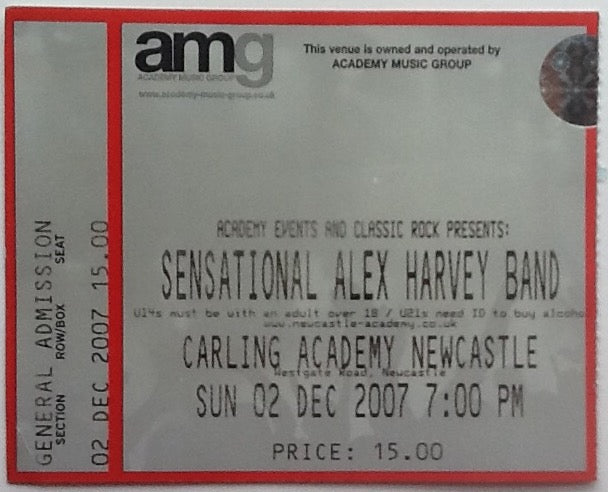 amg
ACADEMY MUSIC GROUP
www.academy-music-group.co.uk
This venue is owned and operated by
ACADEMY MUSIC GROUP
ACADEMY EVENTS AND CLASSIC ROCK PRESENTS:
SENSATIONAL ALEX HARVEY BAND
U14s must be with an adult over 18 / U21s need ID to buy alcoho
www.newcastle-academy.co.uk
CARLING ACADEMY NEWCASTLE
Westgate Road, Newcastle
SUN 02 DEC 2007 7:00 PM
PRICE: 15.00
GENERAL ADMISSION
SECTION ROW/BOX SEAT
02 DEC 2007 15.00